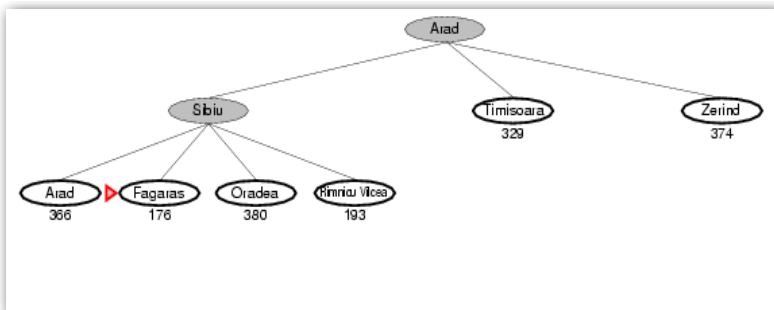 Arad
Sibiu Timisoara Zerind
329 374
Arad Fagaras Oradea Rimnicu Vilcea
366 176 380 193